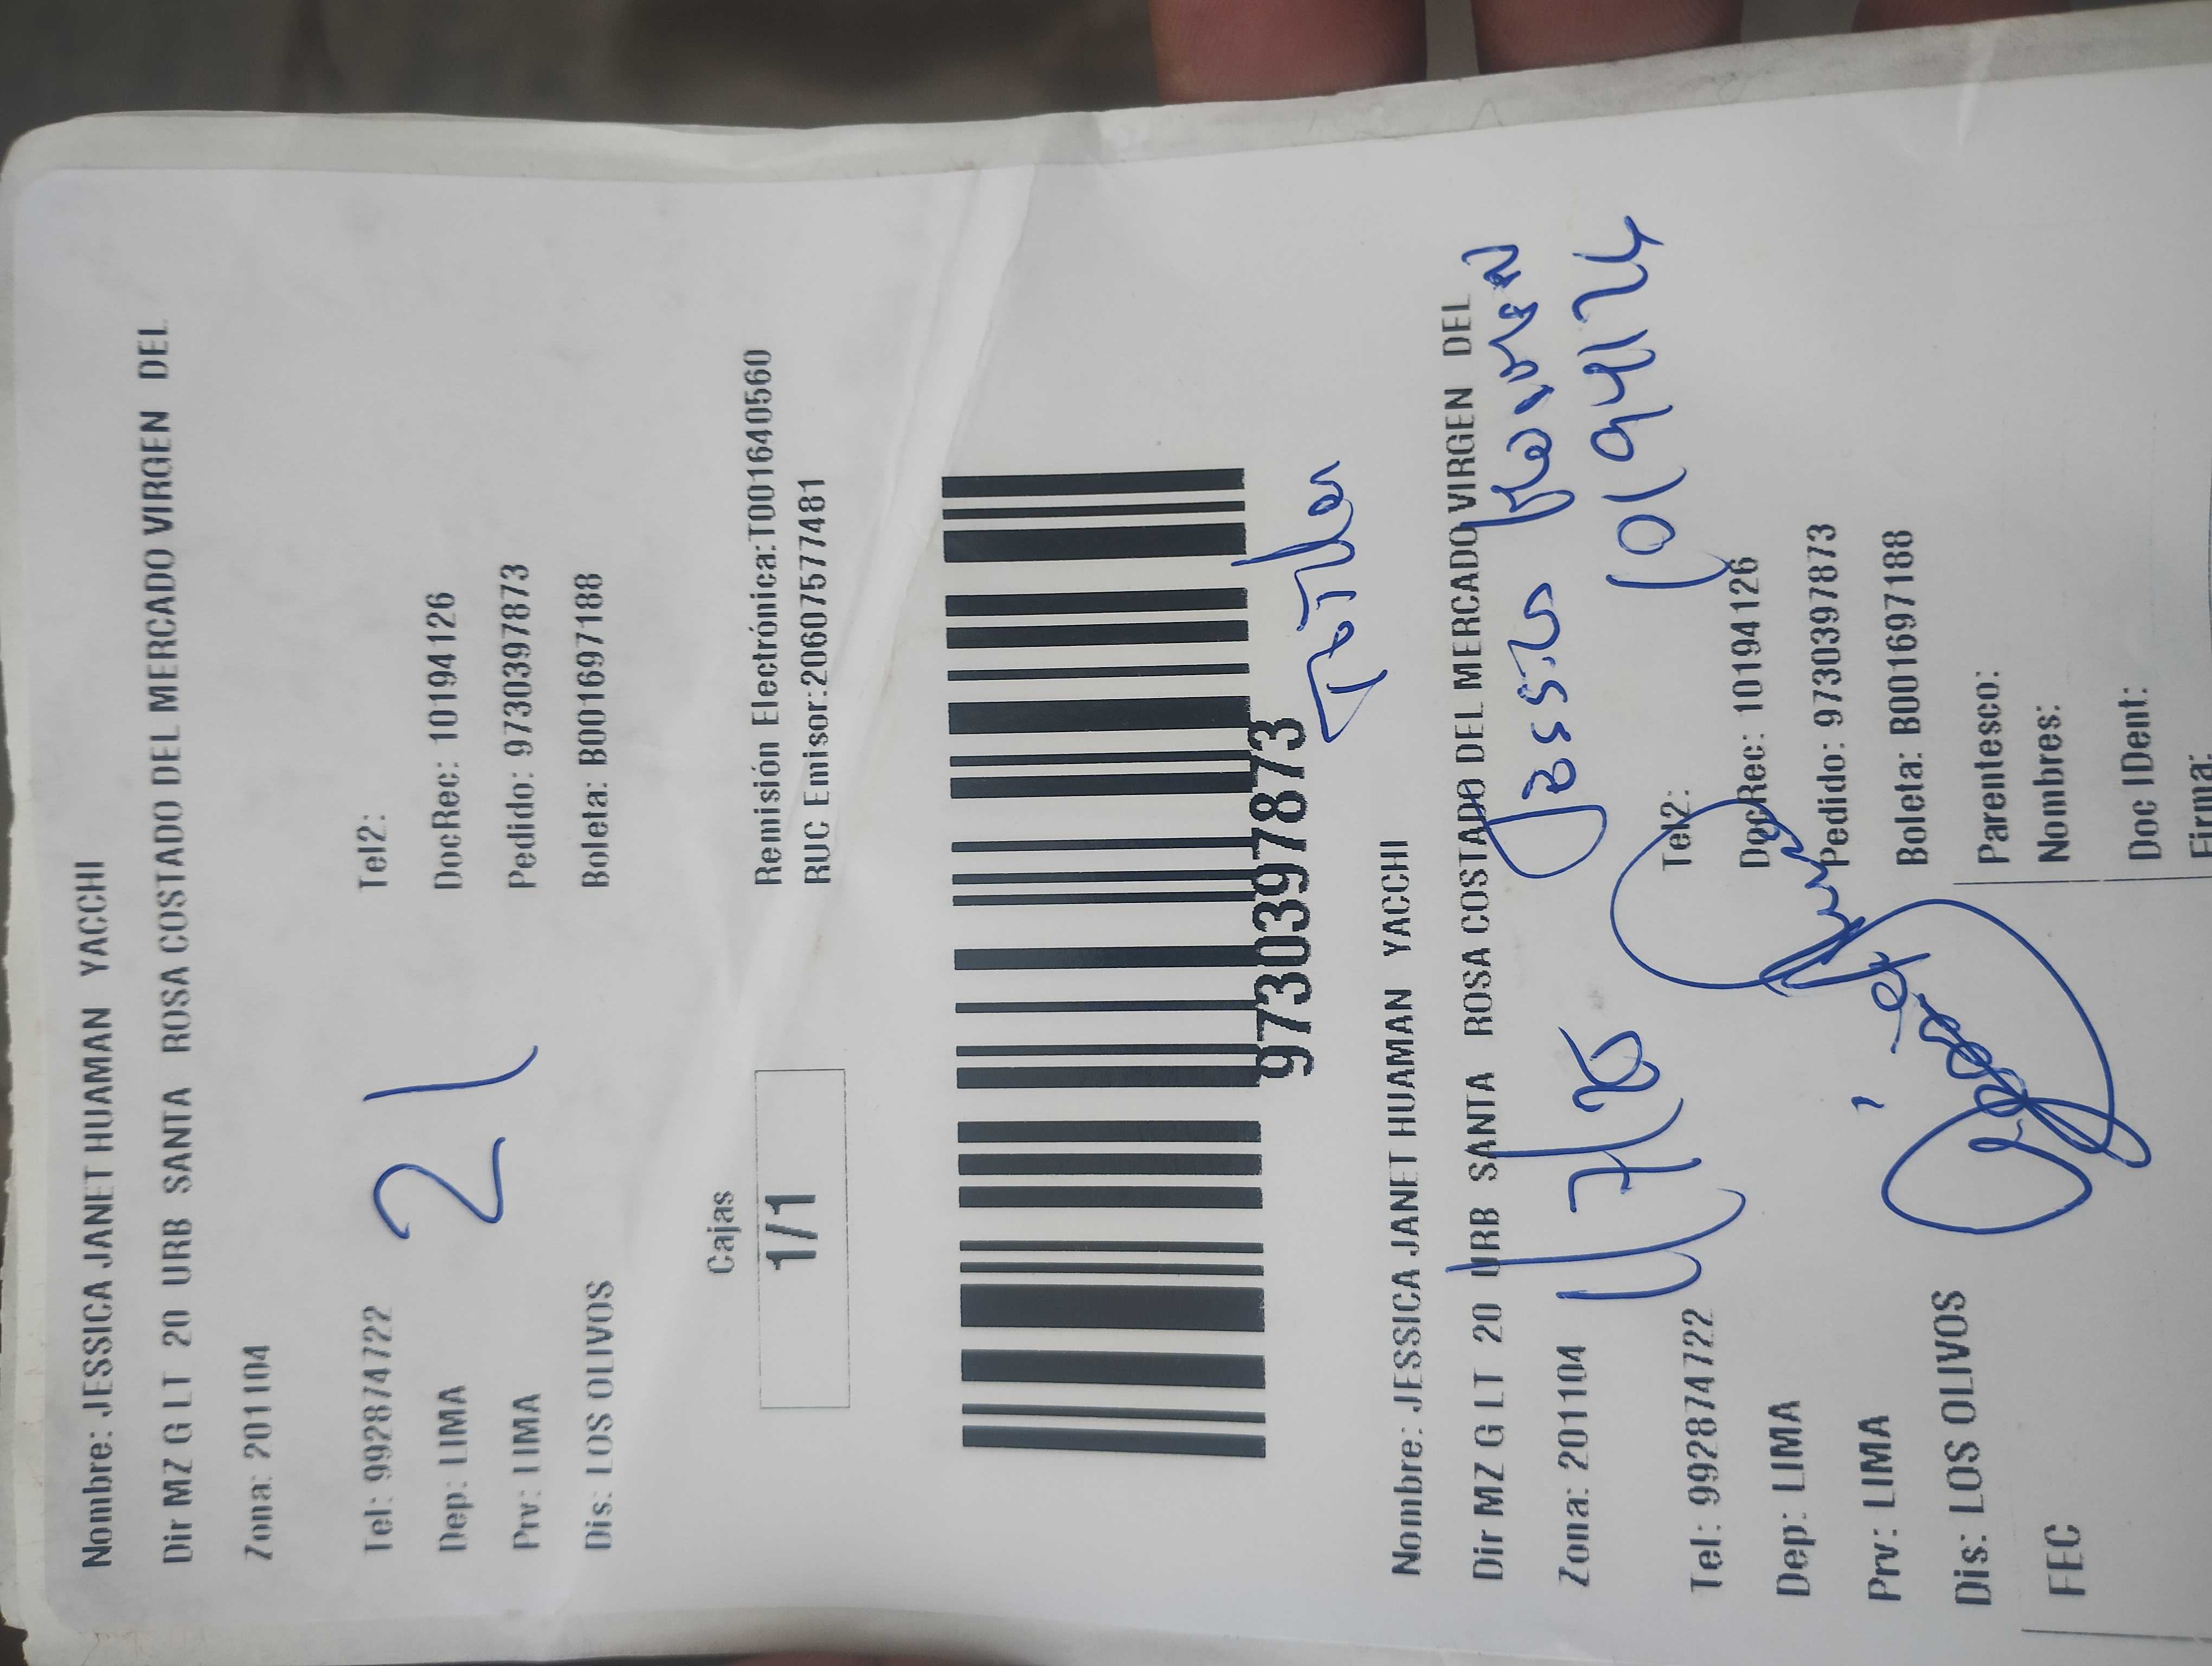 Nombre: JESSICA JANET HUAMAN YACCHI
Dir MZ G LT 20 URB SANTA ROSA COSTADO DEL MERCADO VIRGEN DEL
Zona: 201104
Tel: 992874722 Tel2:
Dep: LIMA DocRec: 10194126
Prv: LIMA Pedido: 9730397873
Dis: LOS OLIVOS Boleta: B001697188
21
Cajas
1/1
Remisión Electrónica:T001640560
RUC Emisor:20607577481
9730397873
Nombre: JESSICA JANET HUAMAN YACCHI
Dir MZ G LT 20 URB SANTA ROSA COSTADO DEL MERCADO VIRGEN DEL
Zona: 201104
Tel: 992874722 Tel2:
Dep: LIMA DocRec: 10194126
Prv: LIMA Pedido: 9730397873
Dis: LOS OLIVOS Boleta: B001697188
FEC
Parentesco:
Nombres:
Doc IDent:
Firma: